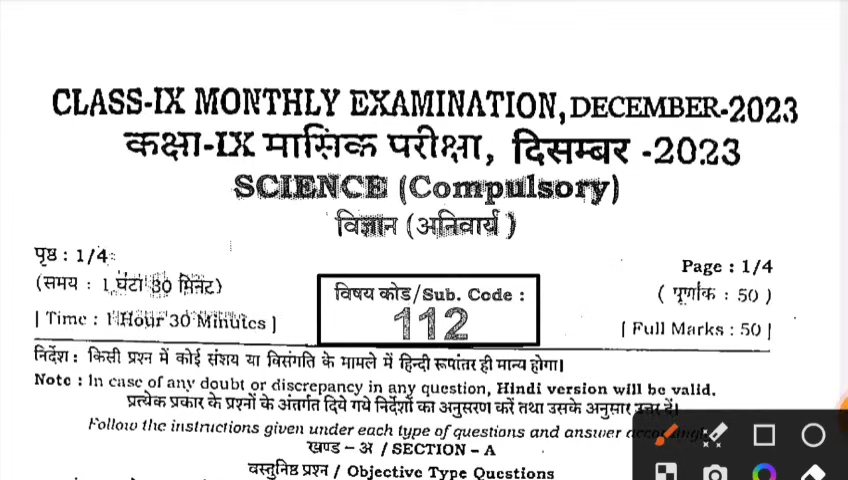 CLASS-IX MONTHLY EXAMINATION, DECEMBER-2023
कक्षा-IX मासिक परीक्षा, दिसम्बर -2023
SCIENCE (Compulsory)
विज्ञान (अनिवार्य)
पृष्ठ : 1/4
Page : 1/4
(समय : 1 घंटा 30 मिनट)
विषय कोड/Sub. Code :
( पूर्णांक : 50 )
| Time : 1 Hour 30 Minutes ]
112
[ Full Marks : 50 ]
निर्देश : किसी प्रश्न में कोई संशय या विसंगति के मामले में हिन्दी रूपांतर ही मान्य होगा।
Note : In case of any doubt or discrepancy in any question, Hindi version will be valid.
प्रत्येक प्रकार के प्रश्नों के अंतर्गत दिये गये निर्देशों का अनुसरण करें तथा उसके अनुसार उत्तर दें।
Follow the instructions given under each type of questions and answer accordingly.
खण्ड – अ / SECTION – A
वस्तुनिष्ठ प्रश्न / Objective Type Questions